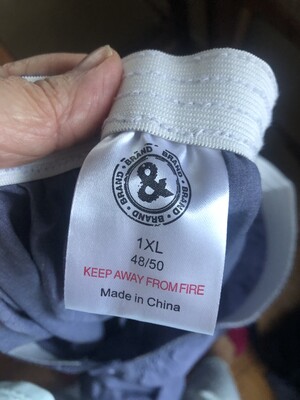 BRAND · BRAND · BRAND · BRAND ·
&
1XL
48/50
KEEP AWAY FROM FIRE
Made in China